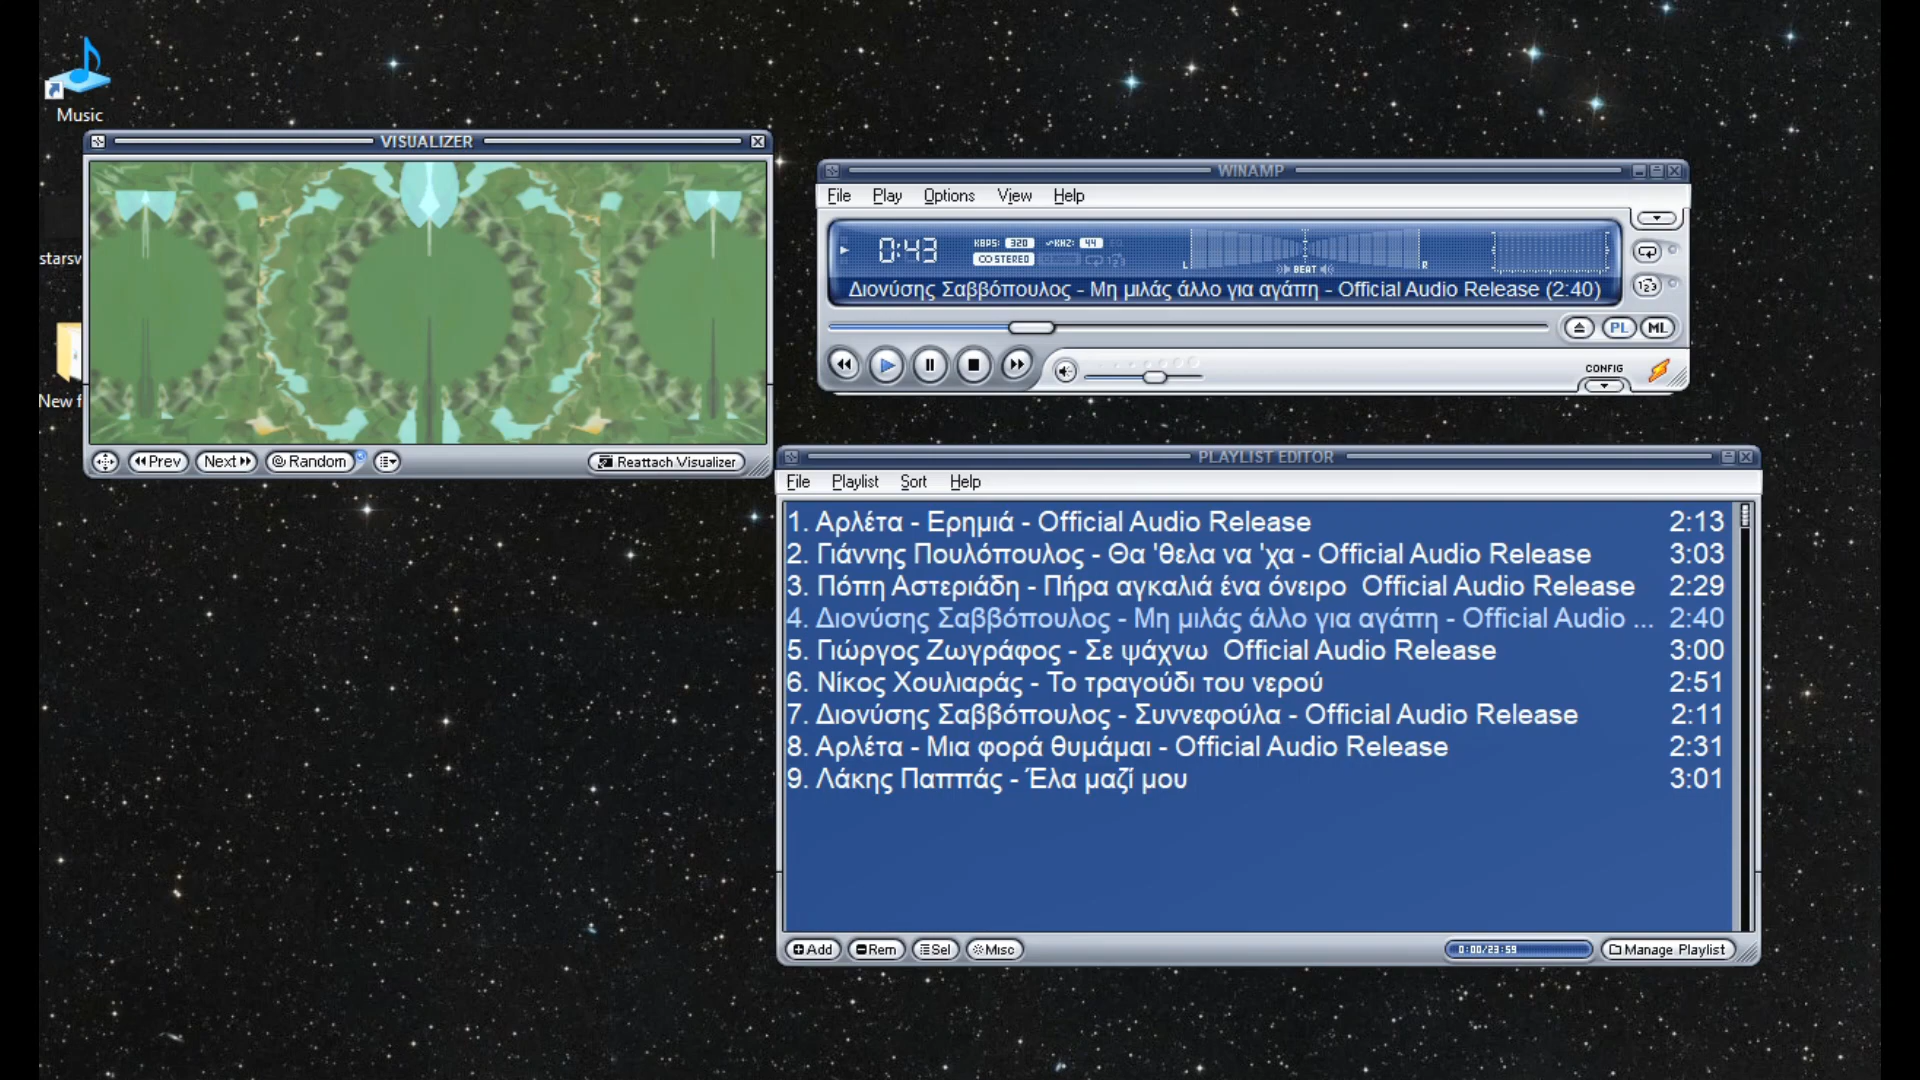 Music
VISUALIZER
starsw
New f
Prev Next Random Reattach Visualizer
WINAMP
File Play Options View Help
0:43 KBPS: 320 KHZ: 44 EQ
STEREO
L BEAT R
Διονύσης Σαββόπουλος - Μη μιλάς άλλο για αγάπη - Official Audio Release (2:40)
123
PL ML
CONFIG
PLAYLIST EDITOR
File Playlist Sort Help
1. Αρλέτα - Ερημιά - Official Audio Release 2:13
2. Γιάννης Πουλόπουλος - Θα 'θελα να 'χα - Official Audio Release 3:03
3. Πόπη Αστεριάδη - Πήρα αγκαλιά ένα όνειρο Official Audio Release 2:29
4. Διονύσης Σαββόπουλος - Μη μιλάς άλλο για αγάπη - Official Audio ... 2:40
5. Γιώργος Ζωγράφος - Σε ψάχνω Official Audio Release 3:00
6. Νίκος Χουλιαράς - Το τραγούδι του νερού 2:51
7. Διονύσης Σαββόπουλος - Συννεφούλα - Official Audio Release 2:11
8. Αρλέτα - Μια φορά θυμάμαι - Official Audio Release 2:31
9. Λάκης Παππάς - Έλα μαζί μου 3:01
Add Rem Sel Misc 0:00/23:59 Manage Playlist